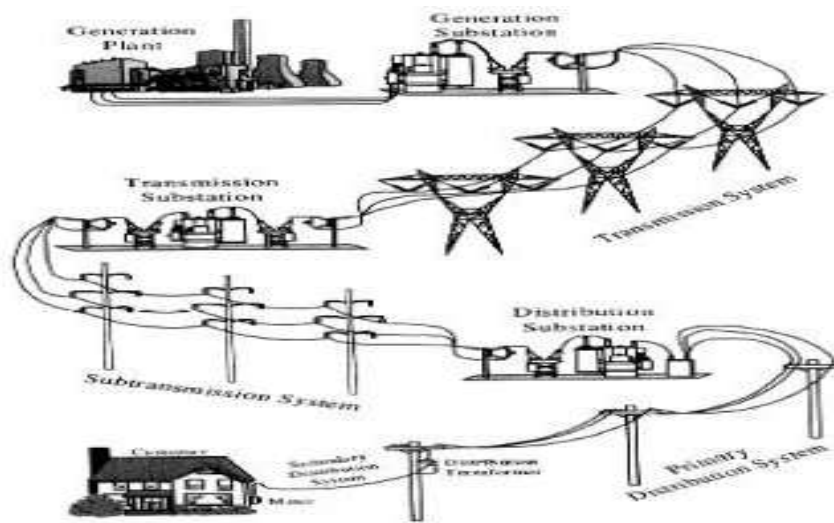 Generation
Plant
Generation
Substation
Transmission
Substation
Transmission System
Distribution
Substation
Subtransmission System
Customer
Secondary
Distribution
System
Distribution
Transformer
Meter
Primary
Distribution System